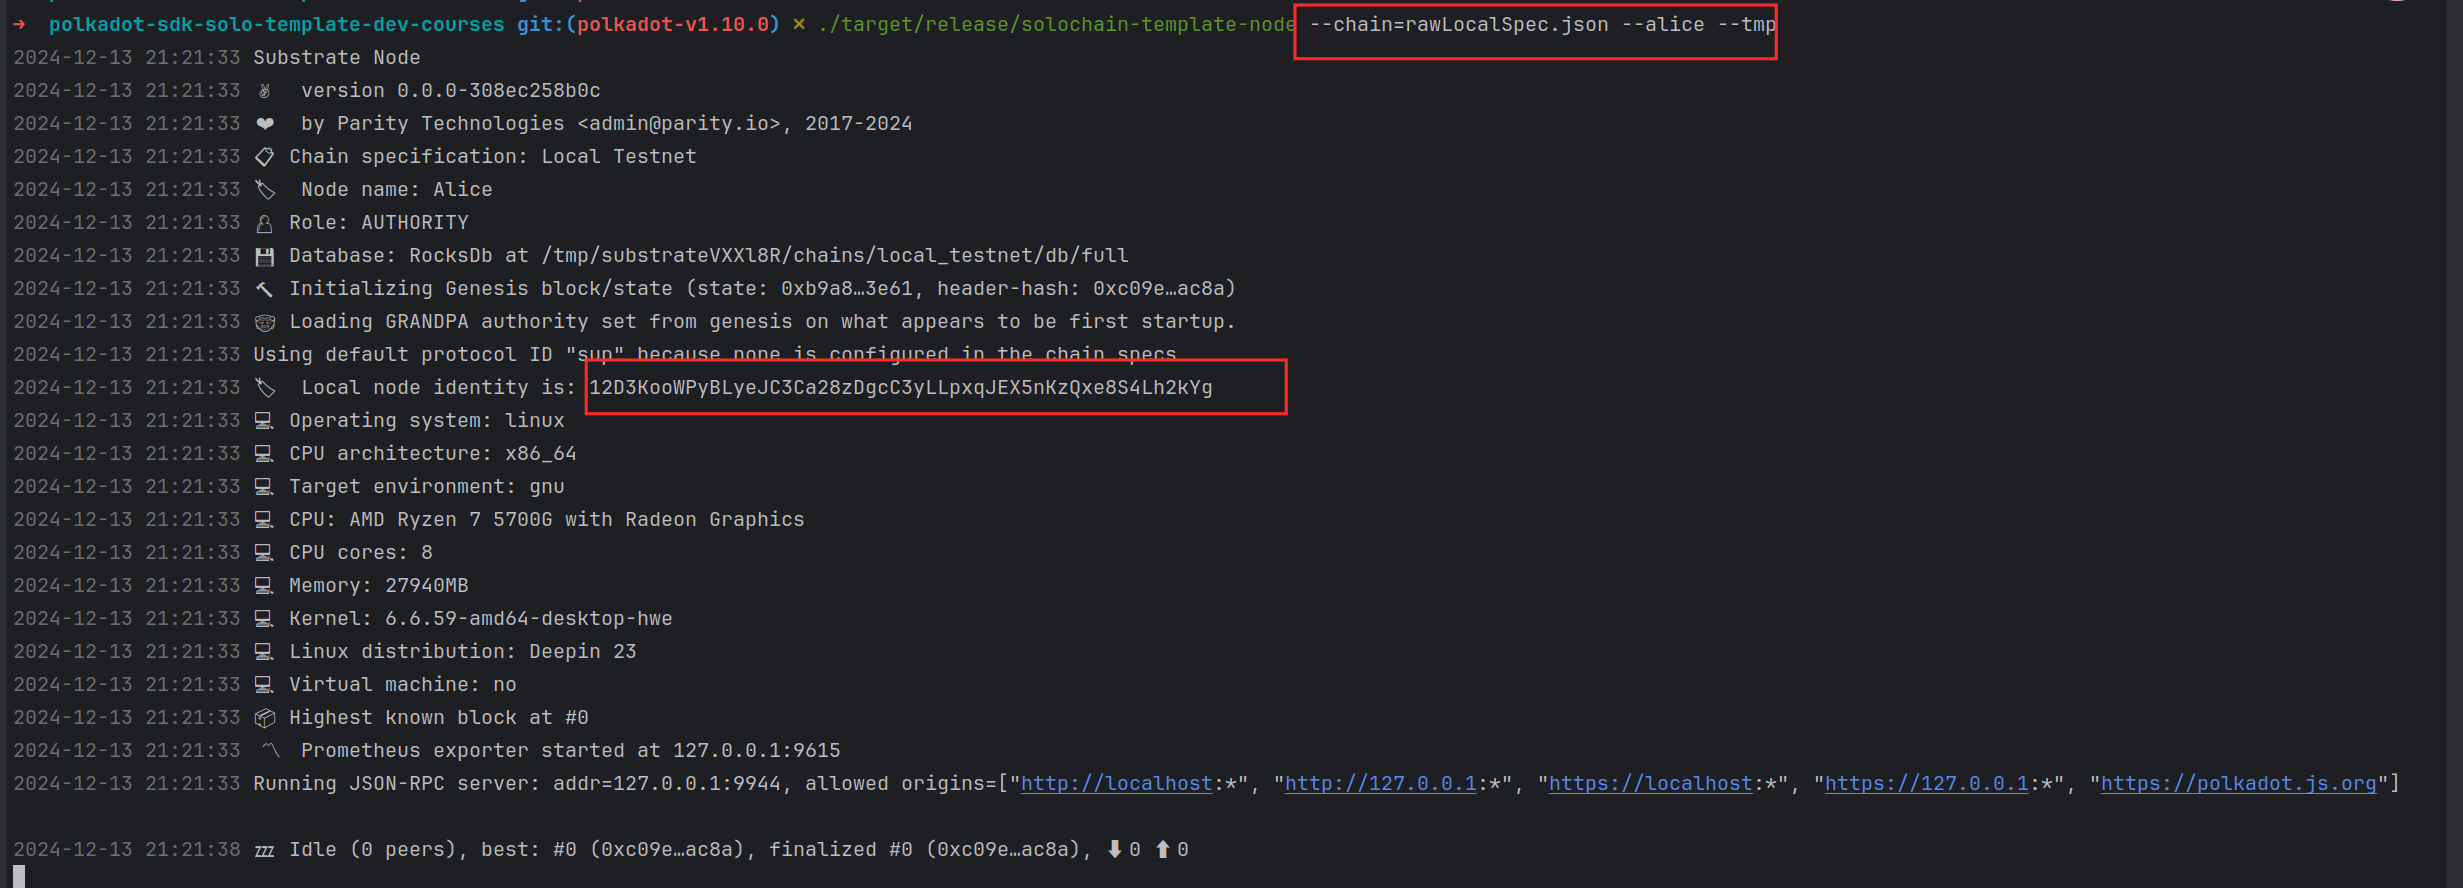 → polkadot-sdk-solo-template-dev-courses git:(polkadot-v1.10.0) × ./target/release/solochain-template-node --chain=rawLocalSpec.json --alice --tmp
2024-12-13 21:21:33 Substrate Node
2024-12-13 21:21:33 ✌️ version 0.0.0-308ec258b0c
2024-12-13 21:21:33 ❤️ by Parity Technologies <admin@parity.io>, 2017-2024
2024-12-13 21:21:33 📋 Chain specification: Local Testnet
2024-12-13 21:21:33 🏷 Node name: Alice
2024-12-13 21:21:33 👤 Role: AUTHORITY
2024-12-13 21:21:33 💾 Database: RocksDb at /tmp/substrateVXXl8R/chains/local_testnet/db/full
2024-12-13 21:21:33 🔨 Initializing Genesis block/state (state: 0xb9a8…3e61, header-hash: 0xc09e…ac8a)
2024-12-13 21:21:33 👴 Loading GRANDPA authority set from genesis on what appears to be first startup.
2024-12-13 21:21:33 Using default protocol ID "sup" because none is configured in the chain specs
2024-12-13 21:21:33 🏷 Local node identity is: 12D3KooWPyBLyeJC3Ca28zDgcC3yLLpxqJEX5nKzQxe8S4Lh2kYg
2024-12-13 21:21:33 💻 Operating system: linux
2024-12-13 21:21:33 💻 CPU architecture: x86_64
2024-12-13 21:21:33 💻 Target environment: gnu
2024-12-13 21:21:33 💻 CPU: AMD Ryzen 7 5700G with Radeon Graphics
2024-12-13 21:21:33 💻 CPU cores: 8
2024-12-13 21:21:33 💻 Memory: 27940MB
2024-12-13 21:21:33 💻 Kernel: 6.6.59-amd64-desktop-hwe
2024-12-13 21:21:33 💻 Linux distribution: Deepin 23
2024-12-13 21:21:33 💻 Virtual machine: no
2024-12-13 21:21:33 📦 Highest known block at #0
2024-12-13 21:21:33 〽️ Prometheus exporter started at 127.0.0.1:9615
2024-12-13 21:21:33 Running JSON-RPC server: addr=127.0.0.1:9944, allowed origins=["http://localhost:*", "http://127.0.0.1:*", "https://localhost:*", "https://127.0.0.1:*", "https://polkadot.js.org"]
2024-12-13 21:21:38 💤 Idle (0 peers), best: #0 (0xc09e…ac8a), finalized #0 (0xc09e…ac8a), ⬇ 0 ⬆ 0